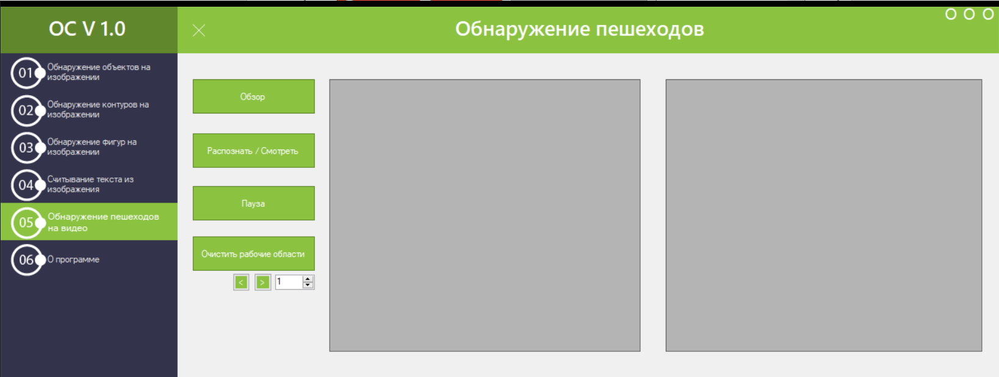 OC V 1.0
Обнаружение пешеходов
01
Обнаружение объектов на
изображении
02
Обнаружение контуров на
изображении
03
Обнаружение фигур на
изображении
04
Считывание текста из
изображения
05
Обнаружение пешеходов
на видео
06
О программе
Обзор
Распознать / Смотреть
Пауза
Очистить рабочие области
< > 1